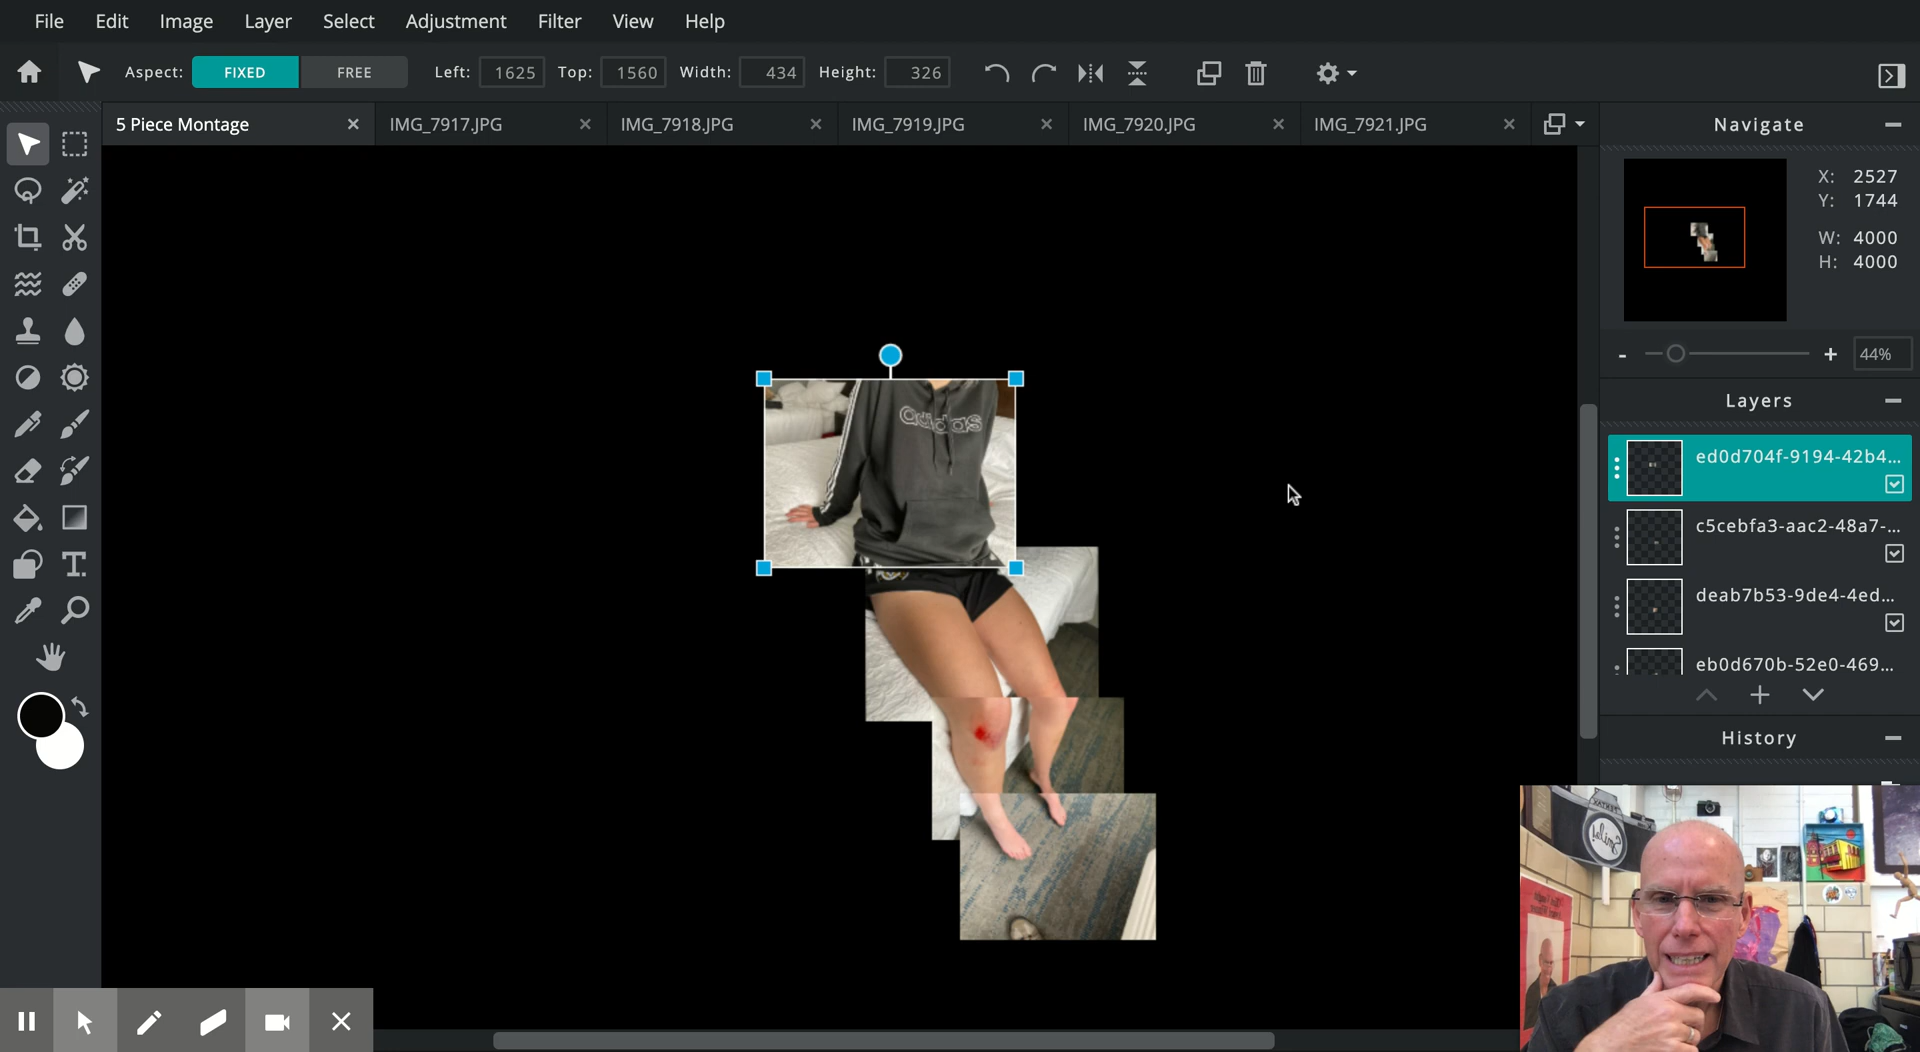 File Edit Image Layer Select Adjustment Filter View Help
Aspect: FIXED FREE Left: 1625 Top: 1560 Width: 434 Height: 326
5 Piece Montage IMG_7917.JPG IMG_7918.JPG IMG_7919.JPG IMG_7920.JPG IMG_7921.JPG
Navigate
X: 2527
Y: 1744
W: 4000
H: 4000
- + 44%
Layers
ed0d704f-9194-42b4...
c5cebfa3-aac2-48a7-...
deab7b53-9de4-4ed...
eb0d670b-52e0-469...
History
adidas
T